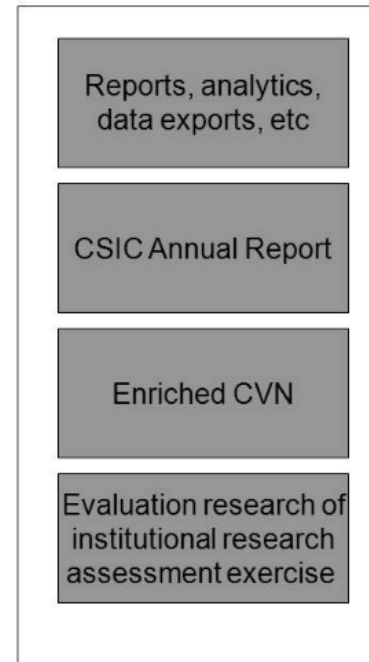 Reports, analytics,
data exports, etc
CSIC Annual Report
Enriched CVN
Evaluation research of
institutional research
assessment exercise